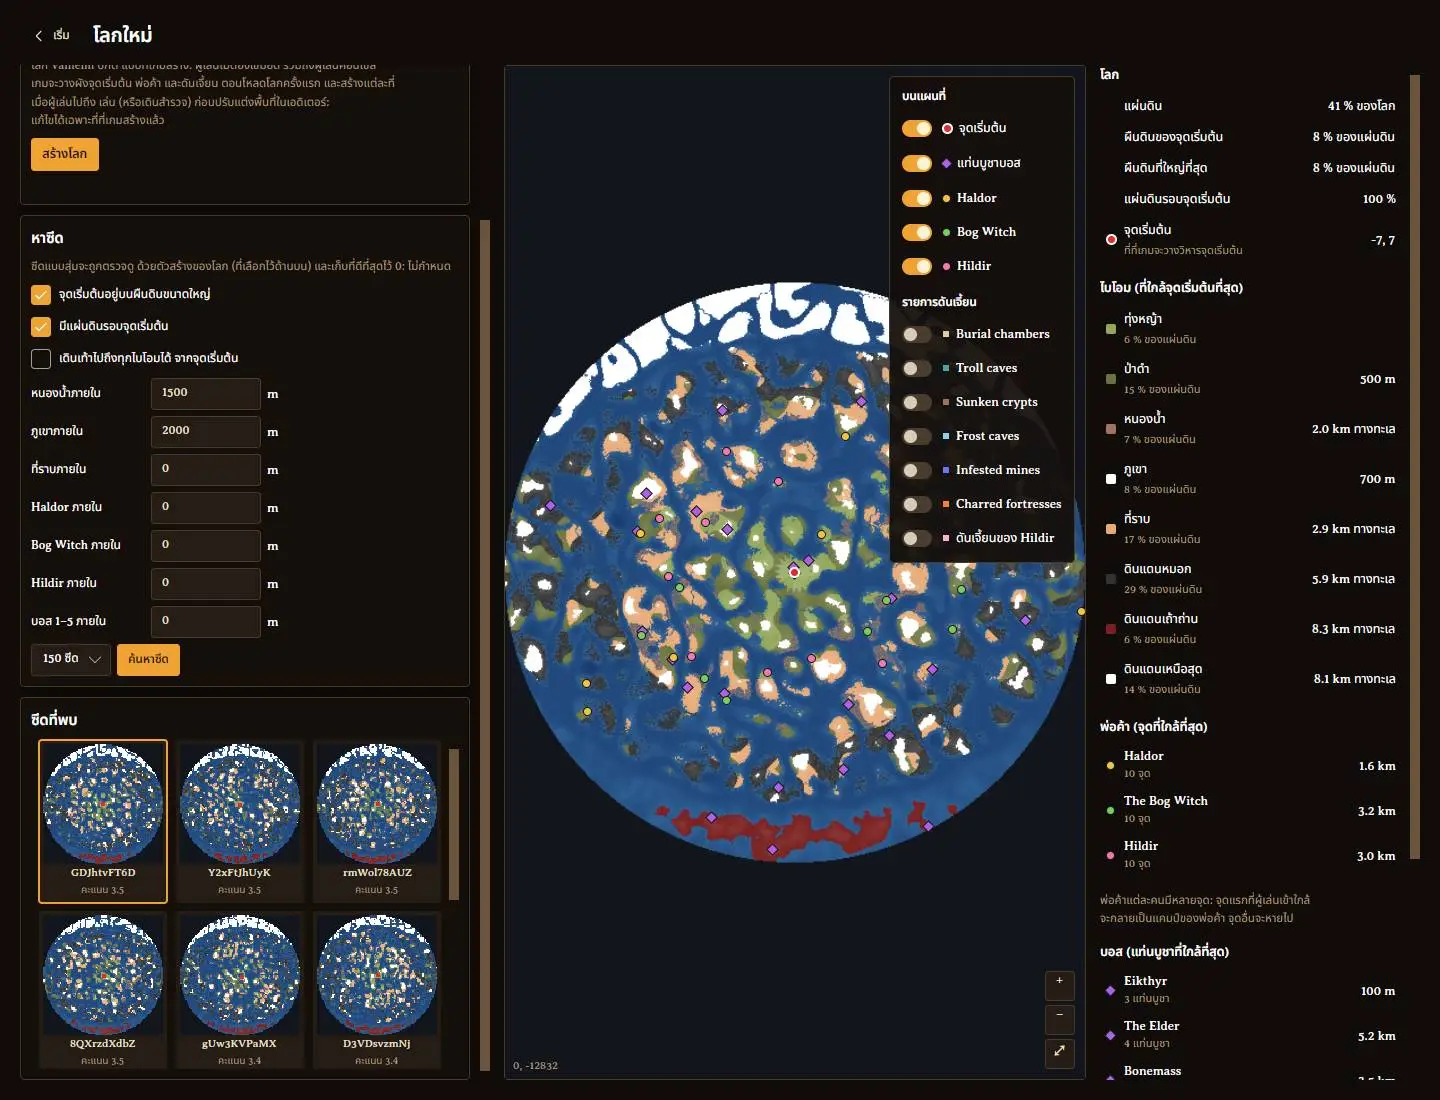 เริ่ม
โลกใหม่
เกมจะวางผังจุดเริ่มต้น พ่อค้า และดันเจี้ยน ตอนโหลดโลกครั้งแรก และสร้างแต่ละที่
เมื่อผู้เล่นไปถึง เล่น (หรือเดินสำรวจ) ก่อนปรับแต่งพื้นที่ในเอดิเตอร์:
แก้ไขได้เฉพาะที่ที่เกมสร้างแล้ว
สร้างโลก
หาซีด
ซีดแบบสุ่มจะถูกตรวจดู ด้วยตัวสร้างของโลก (ที่เลือกไว้ด้านบน) และเก็บที่ดีที่สุดไว้ 0: ไม่กำหนด
จุดเริ่มต้นอยู่บนผืนดินขนาดใหญ่
มีแผ่นดินรอบจุดเริ่มต้น
เดินเท้าไปถึงทุกไบโอมได้ จากจุดเริ่มต้น
หนองน้ำภายใน 1500 m
ภูเขาภายใน 2000 m
ที่ราบภายใน 0 m
Haldor ภายใน 0 m
Bog Witch ภายใน 0 m
Hildir ภายใน 0 m
บอส 1–5 ภายใน 0 m
150 ซีด
ค้นหาซีด
ซีดที่พบ
GDJhtvFT6D
คะแนน 3.5
Y2xFtJhUyK
คะแนน 3.5
rmWol78AUZ
คะแนน 3.5
8QXrzdXdbZ
คะแนน 3.5
gUw3KVPaMX
คะแนน 3.4
D3VDsvzmNj
คะแนน 3.4
บนแผนที่
จุดเริ่มต้น
แท่นบูชาบอส
Haldor
Bog Witch
Hildir
รายการดันเจี้ยน
Burial chambers
Troll caves
Sunken crypts
Frost caves
Infested mines
Charred fortresses
ดันเจี้ยนของ Hildir
+
−
0, -12832
โลก
แผ่นดิน 41 % ของโลก
ผืนดินของจุดเริ่มต้น 8 % ของแผ่นดิน
ผืนดินที่ใหญ่ที่สุด 8 % ของแผ่นดิน
แผ่นดินรอบจุดเริ่มต้น 100 %
จุดเริ่มต้น -7, 7
ที่ที่เกมจะวางวิหารจุดเริ่มต้น
ไบโอม (ที่ใกล้จุดเริ่มต้นที่สุด)
ทุ่งหญ้า
6 % ของแผ่นดิน
ป่าดำ 500 m
15 % ของแผ่นดิน
หนองน้ำ 2.0 km ทางทะเล
7 % ของแผ่นดิน
ภูเขา 700 m
8 % ของแผ่นดิน
ที่ราบ 2.9 km ทางทะเล
17 % ของแผ่นดิน
ดินแดนหมอก 5.9 km ทางทะเล
29 % ของแผ่นดิน
ดินแดนเถ้าถ่าน 8.3 km ทางทะเล
6 % ของแผ่นดิน
ดินแดนเหนือสุด 8.1 km ทางทะเล
14 % ของแผ่นดิน
พ่อค้า (จุดที่ใกล้ที่สุด)
Haldor 1.6 km
10 จุด
The Bog Witch 3.2 km
10 จุด
Hildir 3.0 km
10 จุด
พ่อค้าแต่ละคนมีหลายจุด: จุดแรกที่ผู้เล่นเข้าใกล้
จะกลายเป็นแคมป์ของพ่อค้า จุดอื่นจะหายไป
บอส (แท่นบูชาที่ใกล้ที่สุด)
Eikthyr 100 m
3 แท่นบูชา
The Elder 5.2 km
4 แท่นบูชา
Bonemass